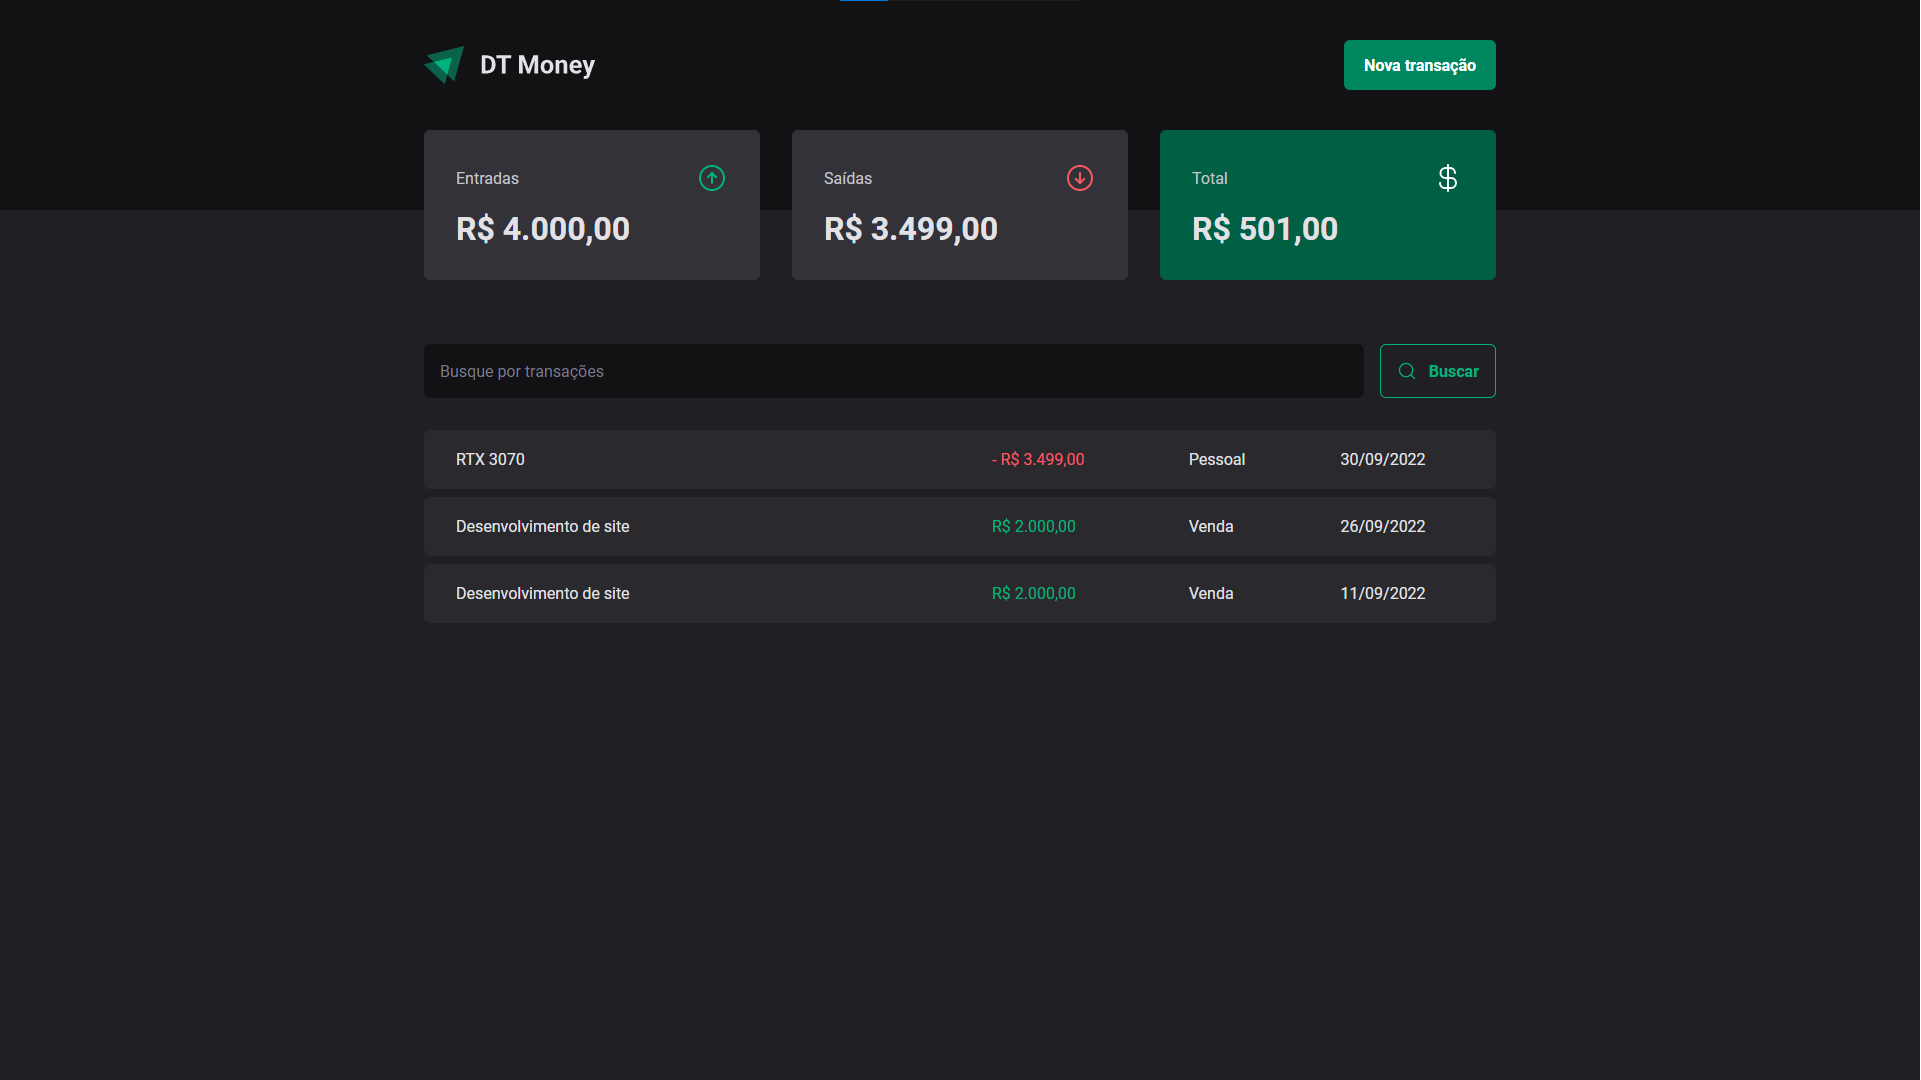 DT Money
Nova transação
Entradas
R$ 4.000,00
Saídas
R$ 3.499,00
Total
$
R$ 501,00
Busque por transações
Buscar
RTX 3070 - R$ 3.499,00 Pessoal 30/09/2022
Desenvolvimento de site R$ 2.000,00 Venda 26/09/2022
Desenvolvimento de site R$ 2.000,00 Venda 11/09/2022